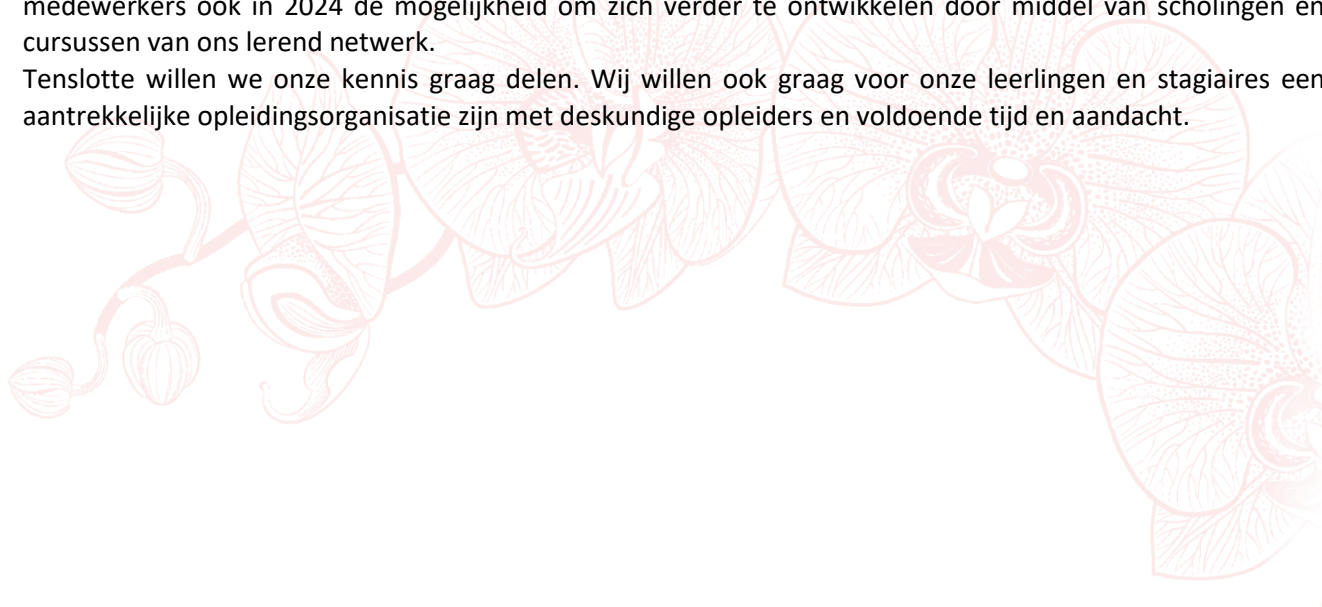 medewerkers ook in 2024 de mogelijkheid om zich verder te ontwikkelen door middel van scholingen en
cursussen van ons lerend netwerk.
Tenslotte willen we onze kennis graag delen. Wij willen ook graag voor onze leerlingen en stagiaires een
aantrekkelijke opleidingsorganisatie zijn met deskundige opleiders en voldoende tijd en aandacht.